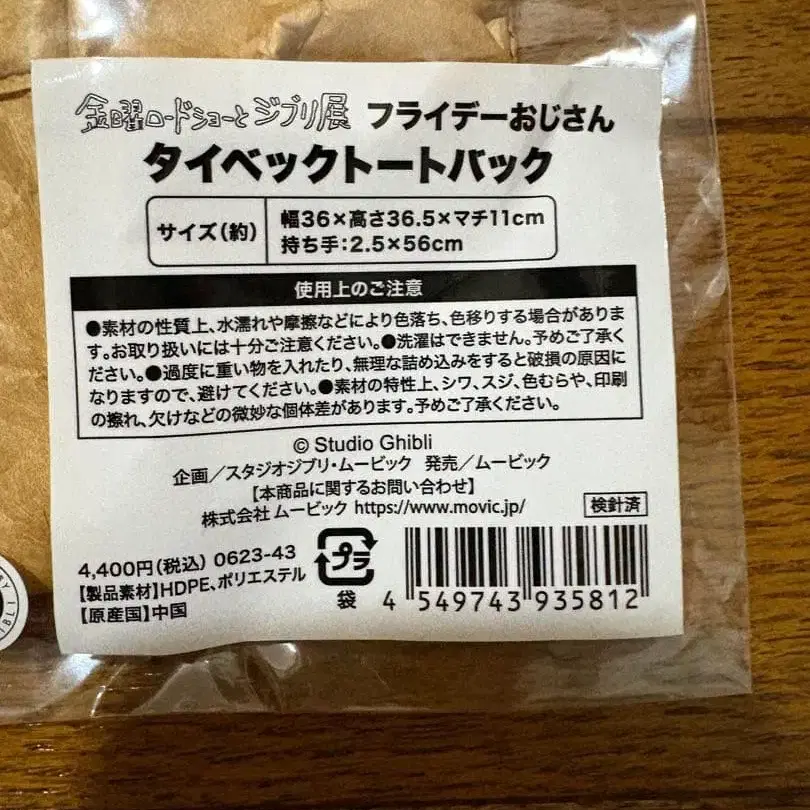 金曜ロードショーとジブリ展 フライデーおじさん
タイベックトートバック
サイズ(約) 幅36×高さ36.5×マチ11cm
持ち手:2.5×56cm
使用上のご注意
●素材の性質上、水濡れや摩擦などにより色落ち、色移りする場合があります
す。お取り扱いには十分ご注意ください。●洗濯はできません。予めご了承く
ださい。●過度に重い物を入れたり、無理な詰め込みをすると破損の原因に
なりますので、避けてください。●素材の特性上、シワ、スジ、色むらや、印刷
の擦れ、欠けなどの微妙な個体差があります。予めご了承ください。
© Studio Ghibli
企画/スタジオジブリ・ムービック 発売/ムービック
【本商品に関するお問い合わせ】
株式会社 ムービック https://www.movic.jp/
検針済
4,400円(税込) 0623-43
【製品素材】HDPE、ポリエステル
【原産国】中国
プラ
袋
4 549743 935812